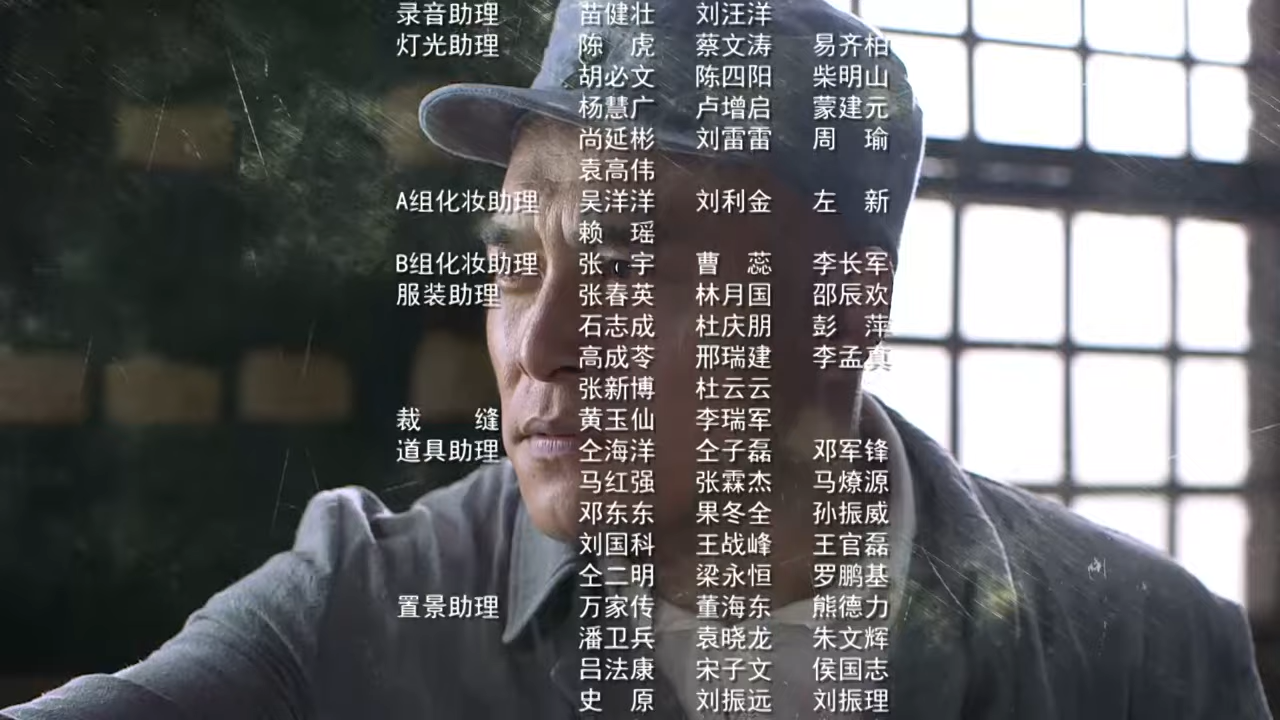 录音助理 苗健壮 刘汪洋
灯光助理 陈 虎 蔡文涛 易齐柏
胡必文 陈四阳 柴明山
杨慧广 卢增启 蒙建元
尚延彬 刘雷雷 周 瑜
袁高伟
A组化妆助理 吴洋洋 刘利金 左 新
赖 瑶
B组化妆助理 张 宇 曹 蕊 李长军
服装助理 张春英 林月国 邵辰欢
石志成 杜庆朋 彭 萍
高成苓 邢瑞建 李孟真
张新博 杜云云
裁 缝 黄玉仙 李瑞军
道具助理 仝海洋 仝子磊 邓军锋
马红强 张霖杰 马燎源
邓东东 果冬全 孙振威
刘国科 王战峰 王官磊
仝二明 梁永恒 罗鹏基
置景助理 万家传 董海东 熊德力
潘卫兵 袁晓龙 朱文辉
吕法康 宋子文 侯国志
史 原 刘振远 刘振理